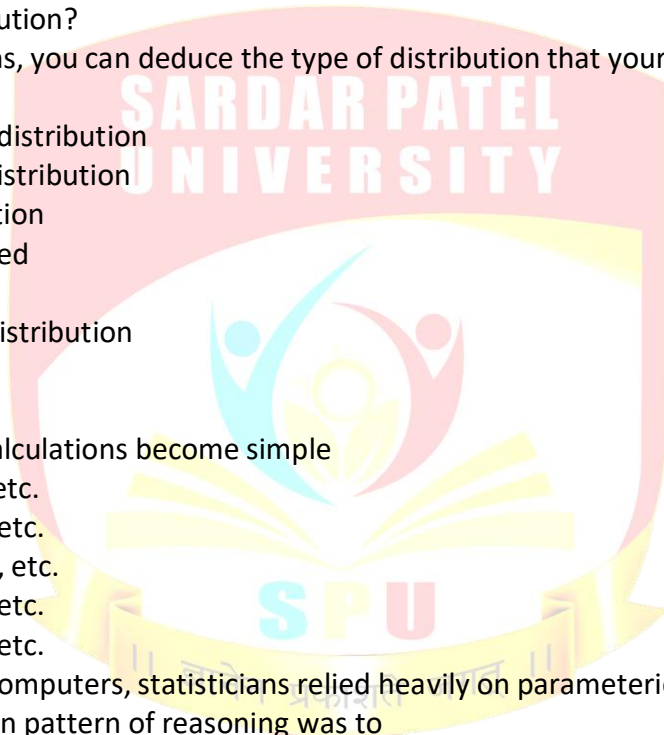 ution?
ns, you can deduce the type of distribution that your
SARDAR PATEL
distribution
UNIVERSITY
istribution
tion
ed
istribution
alculations become simple
etc.
etc.
, etc.
etc.
etc.
SPU
omputers, statisticians relied heavily on parameteric
n pattern of reasoning was to